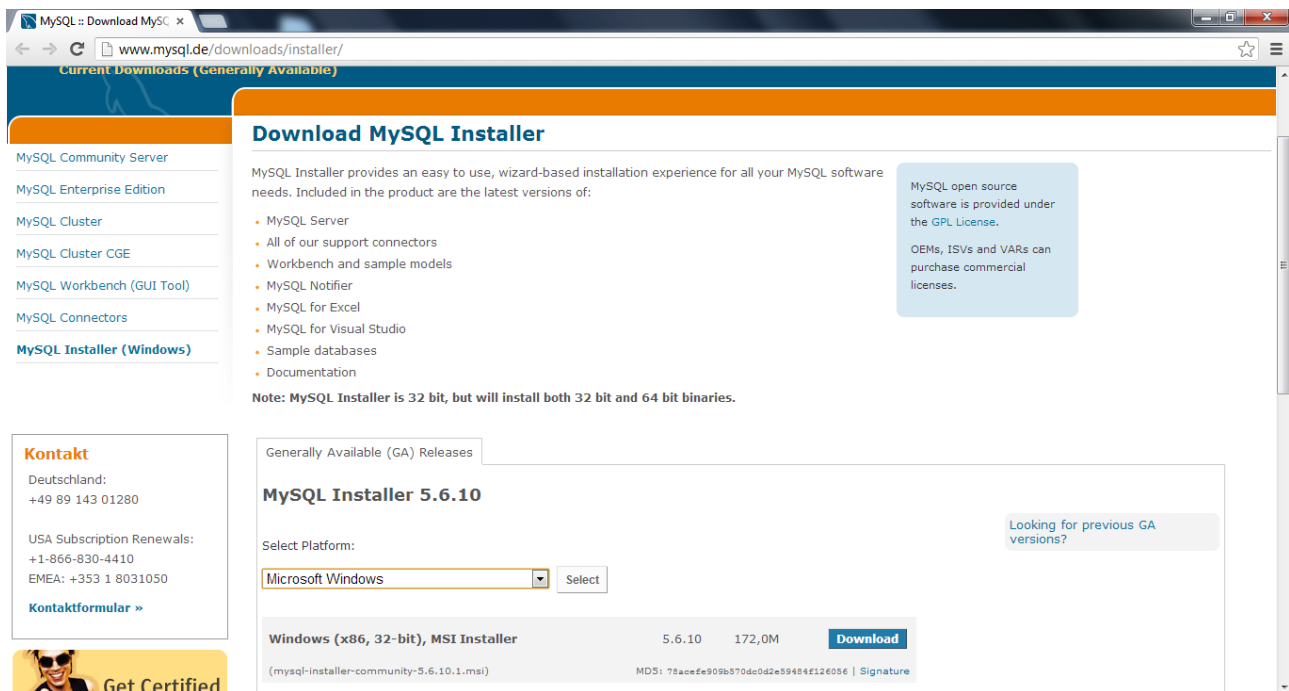 MySQL :: Download MySQ
www.mysql.de/downloads/installer/
Current Downloads (Generally Available)
MySQL Community Server
MySQL Enterprise Edition
MySQL Cluster
MySQL Cluster CGE
MySQL Workbench (GUI Tool)
MySQL Connectors
MySQL Installer (Windows)
Kontakt
Deutschland:
+49 89 143 01280
USA Subscription Renewals:
+1-866-830-4410
EMEA: +353 1 8031050
Kontaktformular »
Get Certified
Download MySQL Installer
MySQL Installer provides an easy to use, wizard-based installation experience for all your MySQL software
needs. Included in the product are the latest versions of:
• MySQL Server
• All of our support connectors
• Workbench and sample models
• MySQL Notifier
• MySQL for Excel
• MySQL for Visual Studio
• Sample databases
• Documentation
Note: MySQL Installer is 32 bit, but will install both 32 bit and 64 bit binaries.
MySQL open source
software is provided under
the GPL License.
OEMs, ISVs and VARs can
purchase commercial
licenses.
Generally Available (GA) Releases
MySQL Installer 5.6.10
Looking for previous GA
versions?
Select Platform:
Microsoft Windows Select
Windows (x86, 32-bit), MSI Installer 5.6.10 172,0M Download
(mysql-installer-community-5.6.10.1.msi) MD5: | Signature